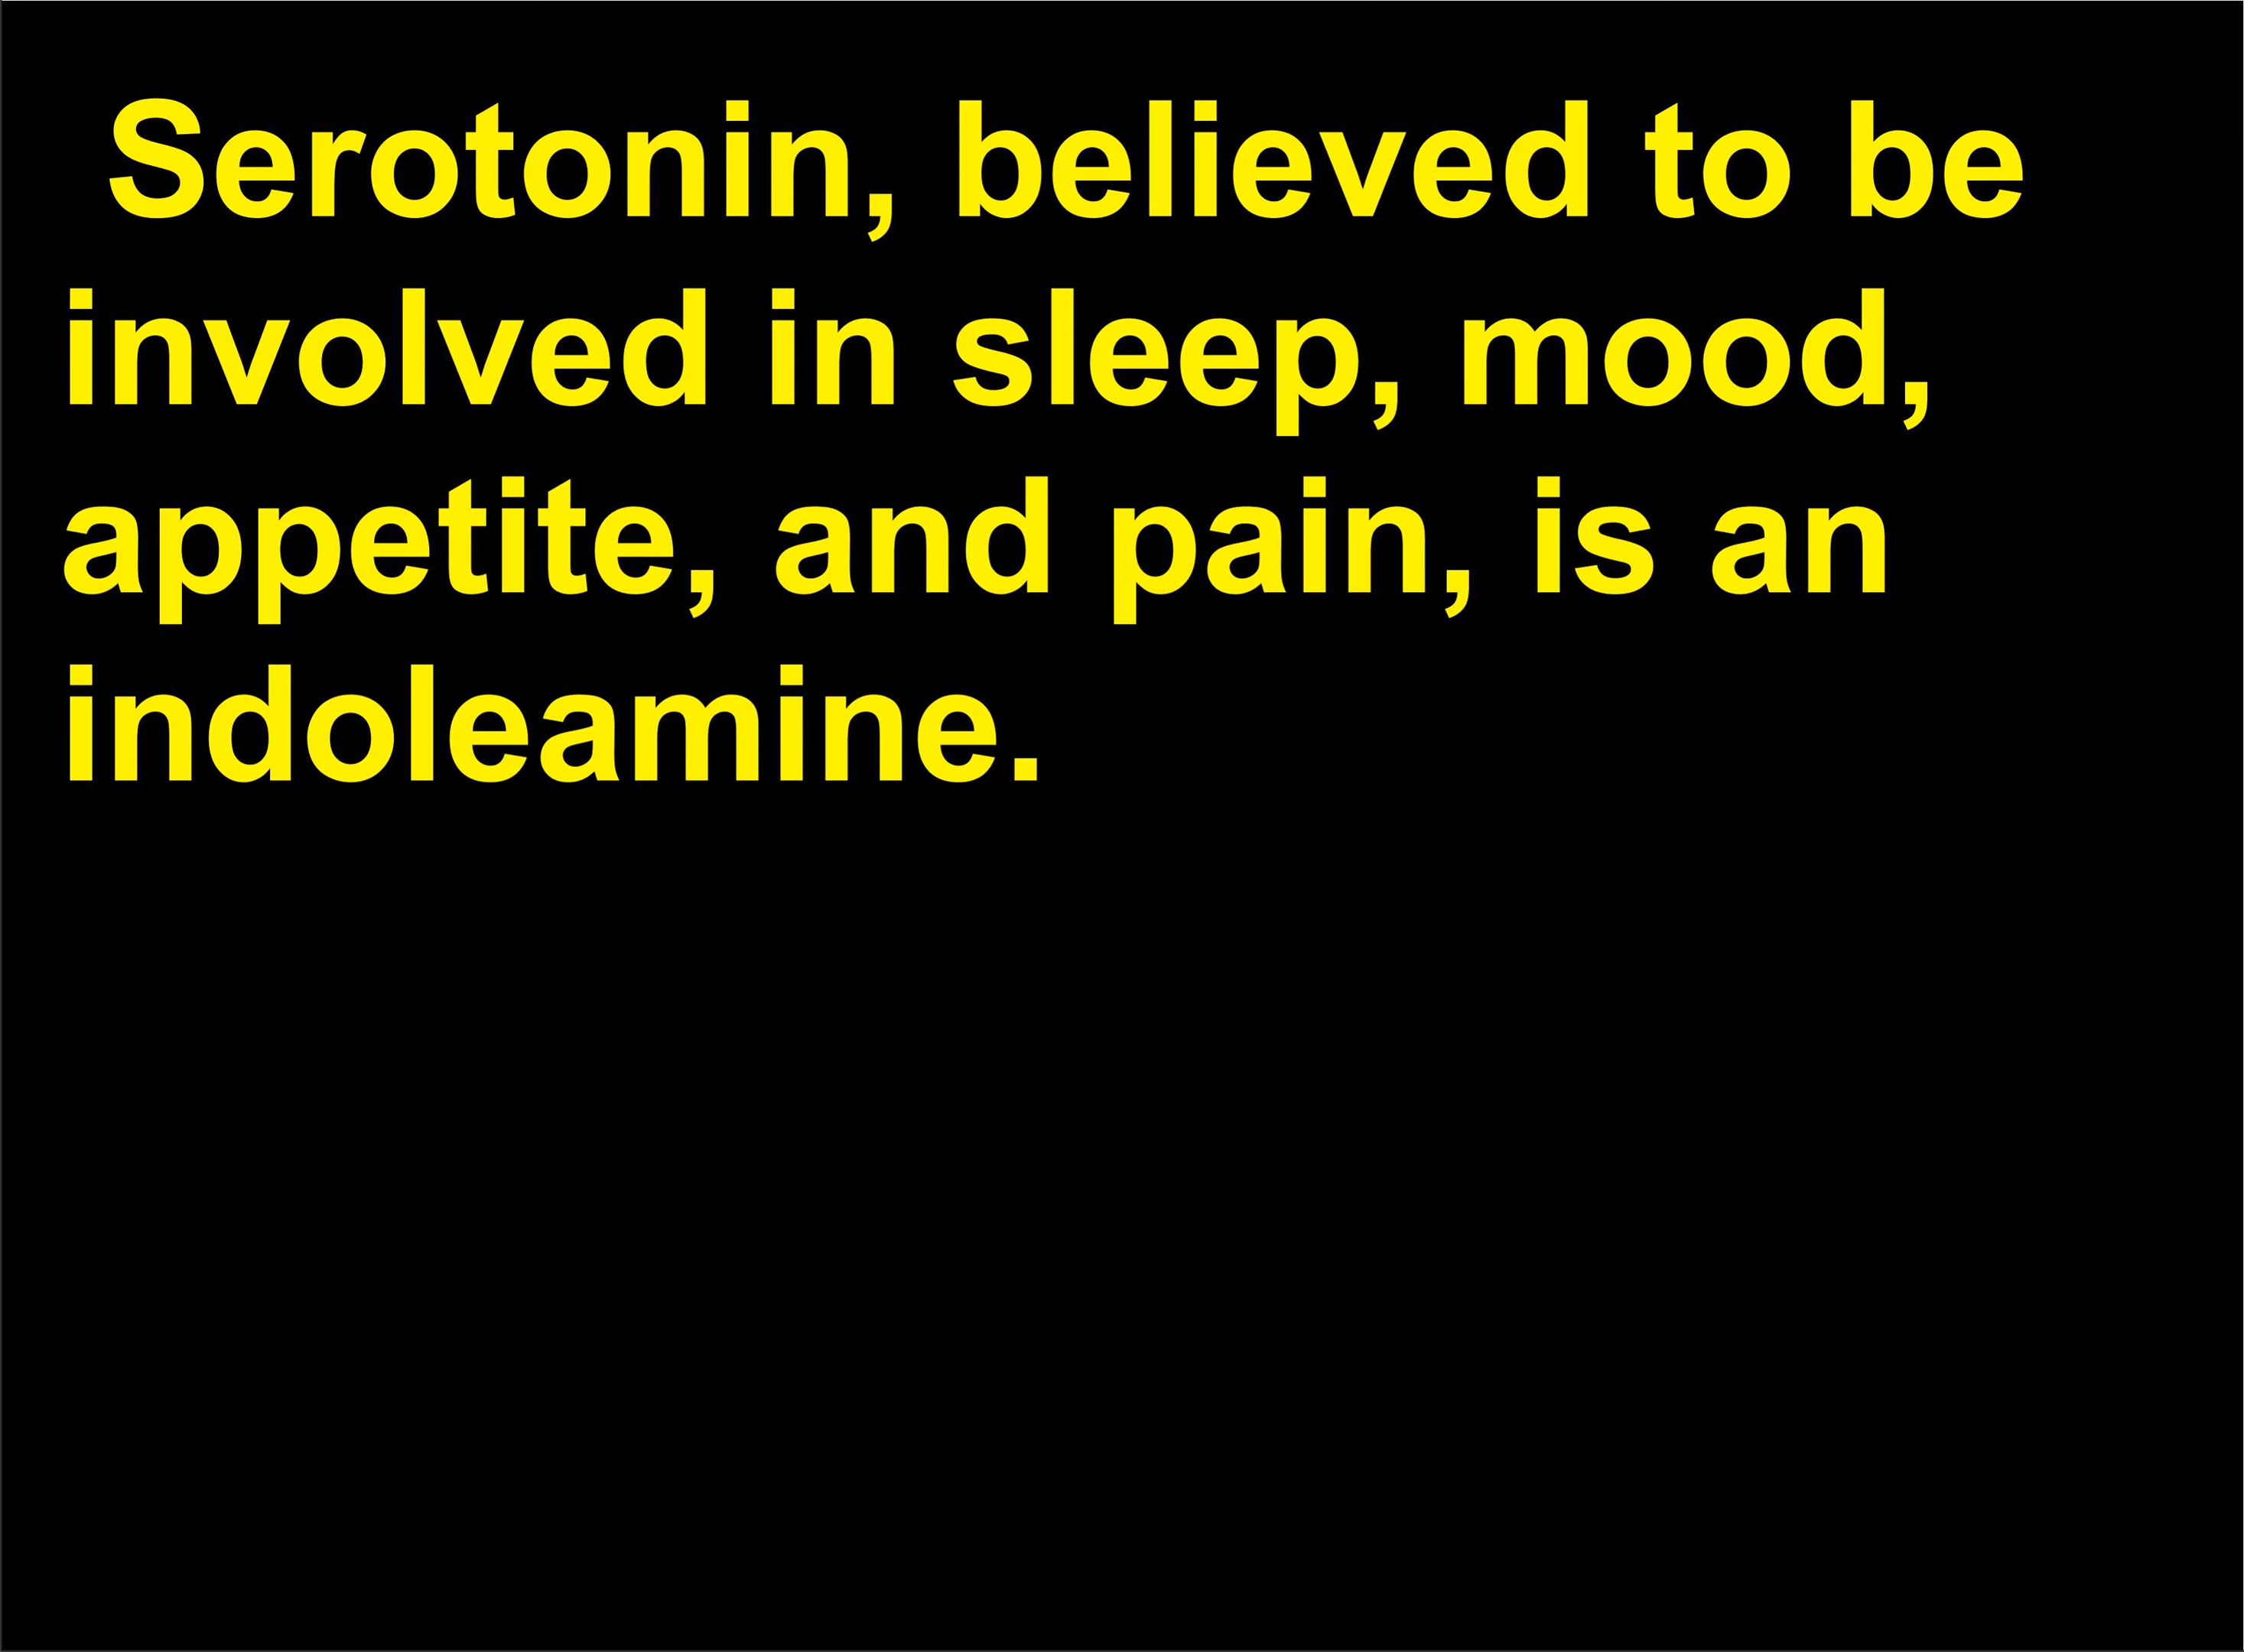 Serotonin, believed to be
involved in sleep, mood,
appetite, and pain, is an
indoleamine.